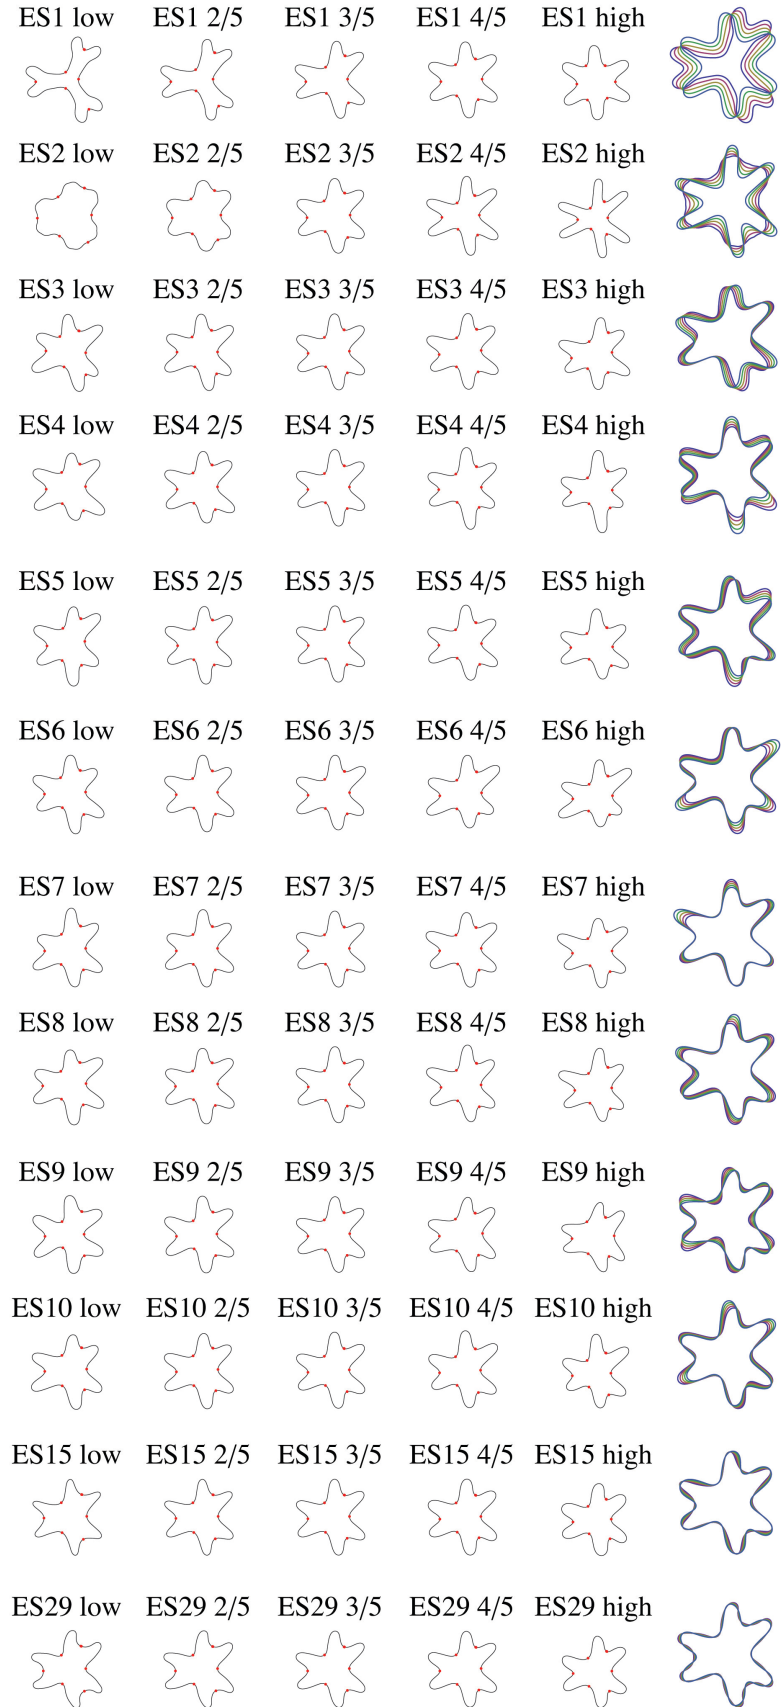 ES1 low ES1 2/5 ES1 3/5 ES1 4/5 ES1 high
ES2 low ES2 2/5 ES2 3/5 ES2 4/5 ES2 high
ES3 low ES3 2/5 ES3 3/5 ES3 4/5 ES3 high
ES4 low ES4 2/5 ES4 3/5 ES4 4/5 ES4 high
ES5 low ES5 2/5 ES5 3/5 ES5 4/5 ES5 high
ES6 low ES6 2/5 ES6 3/5 ES6 4/5 ES6 high
ES7 low ES7 2/5 ES7 3/5 ES7 4/5 ES7 high
ES8 low ES8 2/5 ES8 3/5 ES8 4/5 ES8 high
ES9 low ES9 2/5 ES9 3/5 ES9 4/5 ES9 high
ES10 low ES10 2/5 ES10 3/5 ES10 4/5 ES10 high
ES15 low ES15 2/5 ES15 3/5 ES15 4/5 ES15 high
ES29 low ES29 2/5 ES29 3/5 ES29 4/5 ES29 high